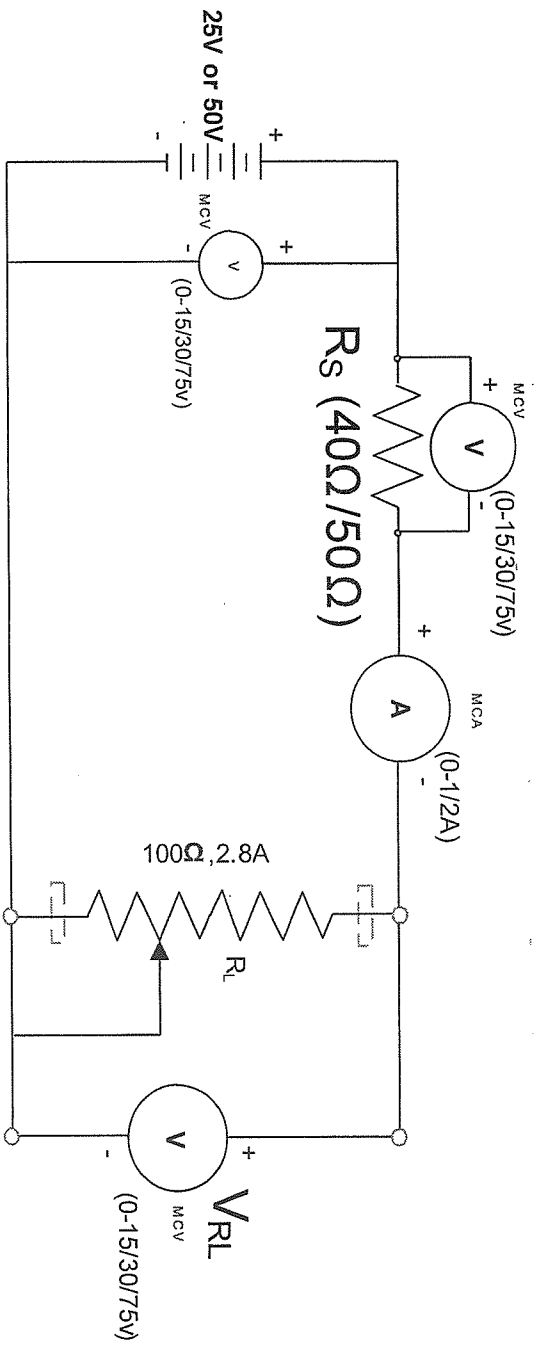 25V or 50V
+
-
MCV
+
-
V
(0-15/30/75v)
MCV
+
-
V
(0-15/30/75v)
RS (40Ω/50Ω)
+
-
A
MCA
(0-1/2A)
100Ω,2.8A
RL
V
+
-
VRL
MCV
(0-15/30/75v)